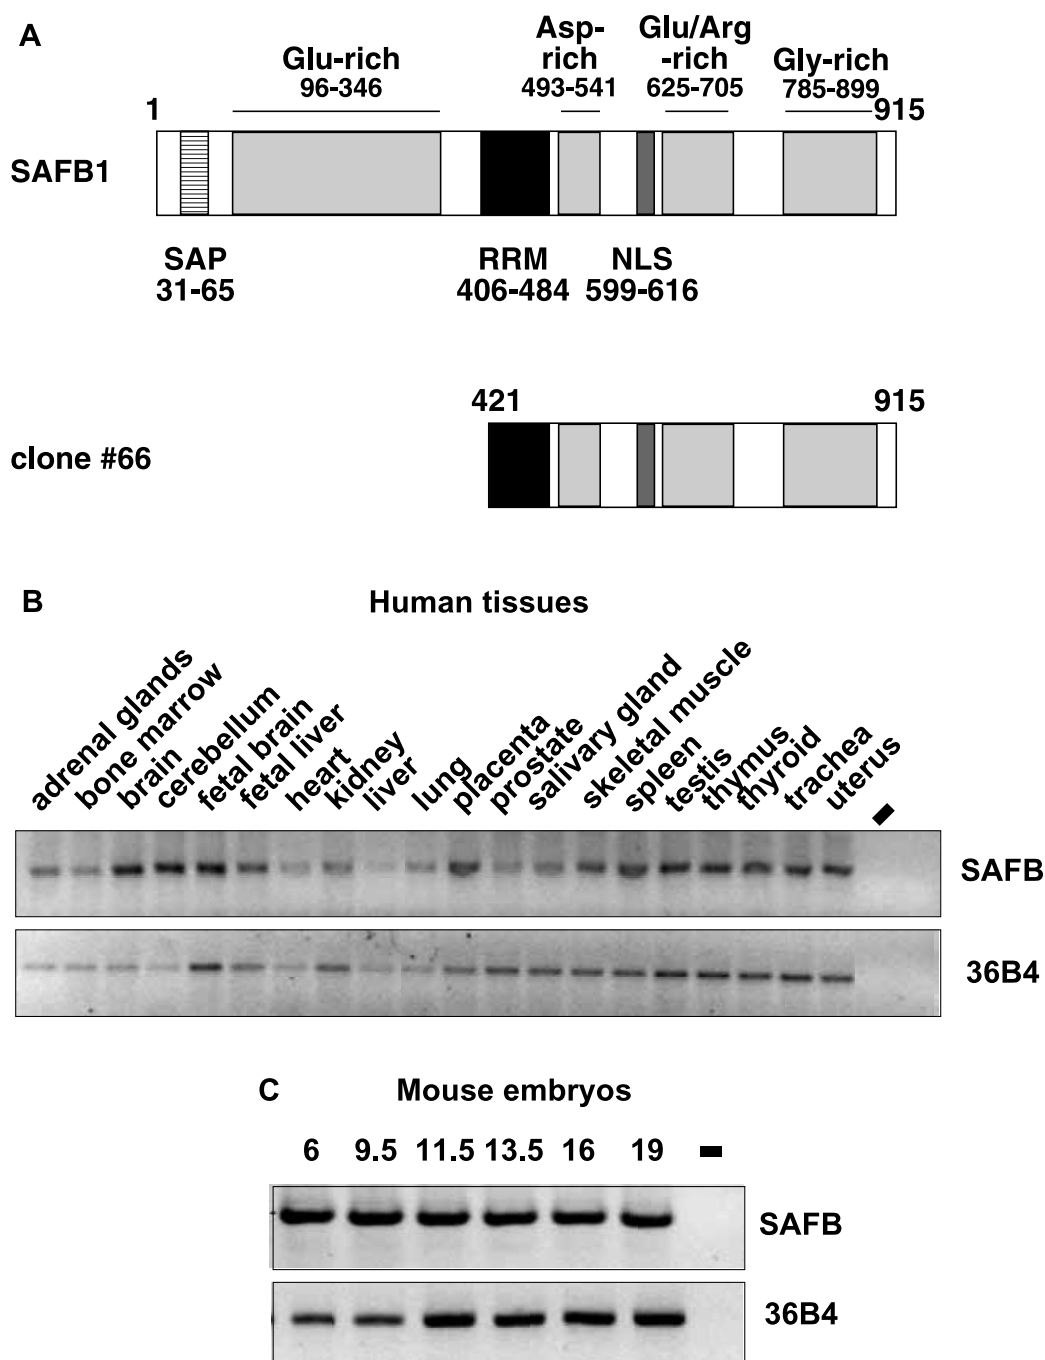 A
Glu-rich
96-346
Asp-
rich
493-541
Glu/Arg
-rich
625-705
Gly-rich
785-899
1
915
SAFB1
SAP
31-65
RRM
406-484
NLS
599-616
421
915
clone #66
B
Human tissues
adrenal glands
bone marrow
brain
cerebellum
fetal brain
fetal liver
heart
kidney
liver
lung
placenta
prostate
salivary gland
skeletal muscle
spleen
testis
thymus
thyroid
trachea
uterus
-
SAFB
36B4
C
Mouse embryos
6 9.5 11.5 13.5 16 19 -
SAFB
36B4